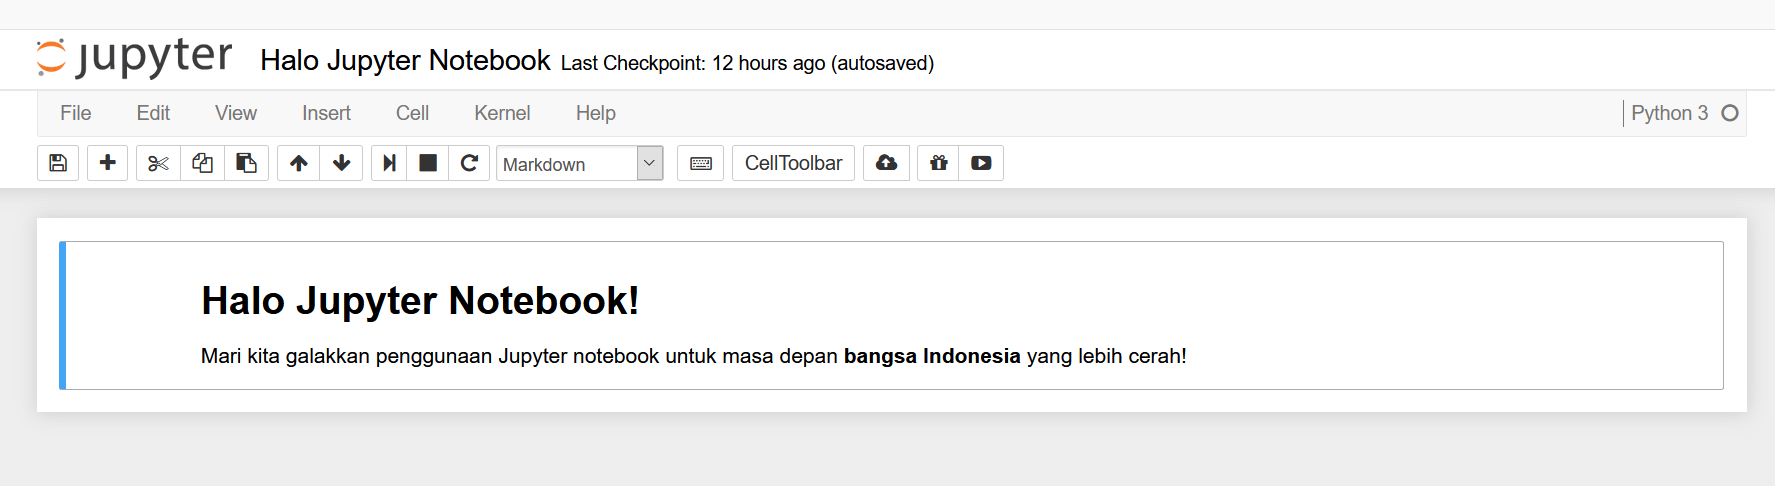 jupyter Halo Jupyter Notebook Last Checkpoint: 12 hours ago (autosaved)
File Edit View Insert Cell Kernel Help Python 3
Markdown CellToolbar
Halo Jupyter Notebook!
Mari kita galakkan penggunaan Jupyter notebook untuk masa depan bangsa Indonesia yang lebih cerah!